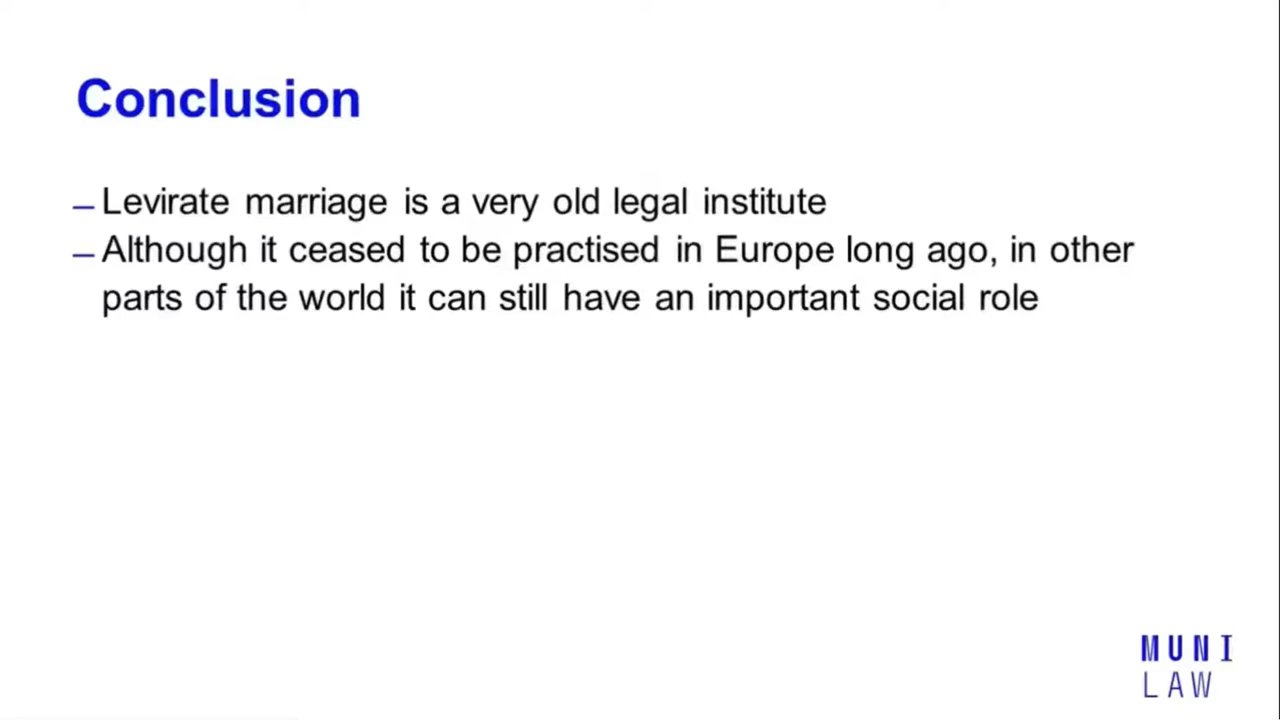 Conclusion
– Levirate marriage is a very old legal institute
– Although it ceased to be practised in Europe long ago, in other
parts of the world it can still have an important social role
MUNI
LAW